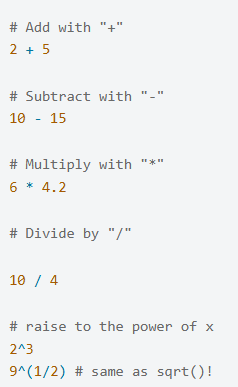 # Add with "+"
2 + 5
# Subtract with "-"
10 - 15
# Multiply with "*"
6 * 4.2
# Divide by "/"
10 / 4
# raise to the power of x
2^3
9^(1/2) # same as sqrt()!